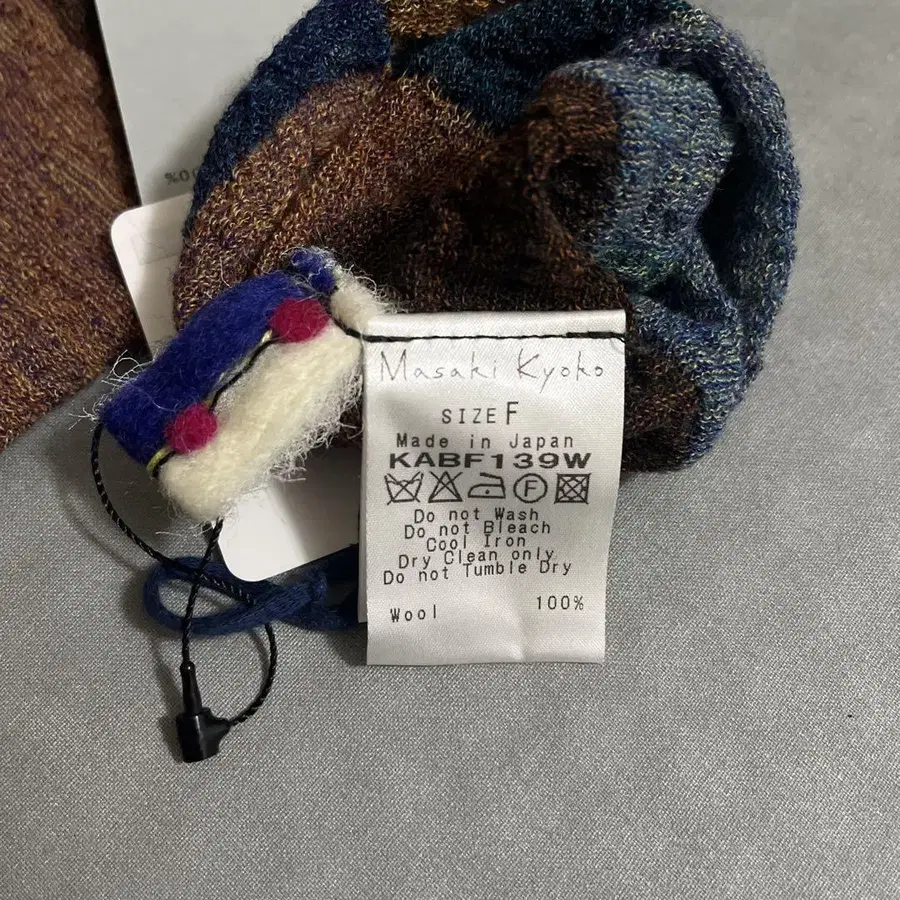 Masaki Kyoko
SIZE F
Made in Japan
KABF139W
F
Do not Wash
Do not Bleach
Cool Iron
Dry Clean only
Do not Tumble Dry
Wool 100%